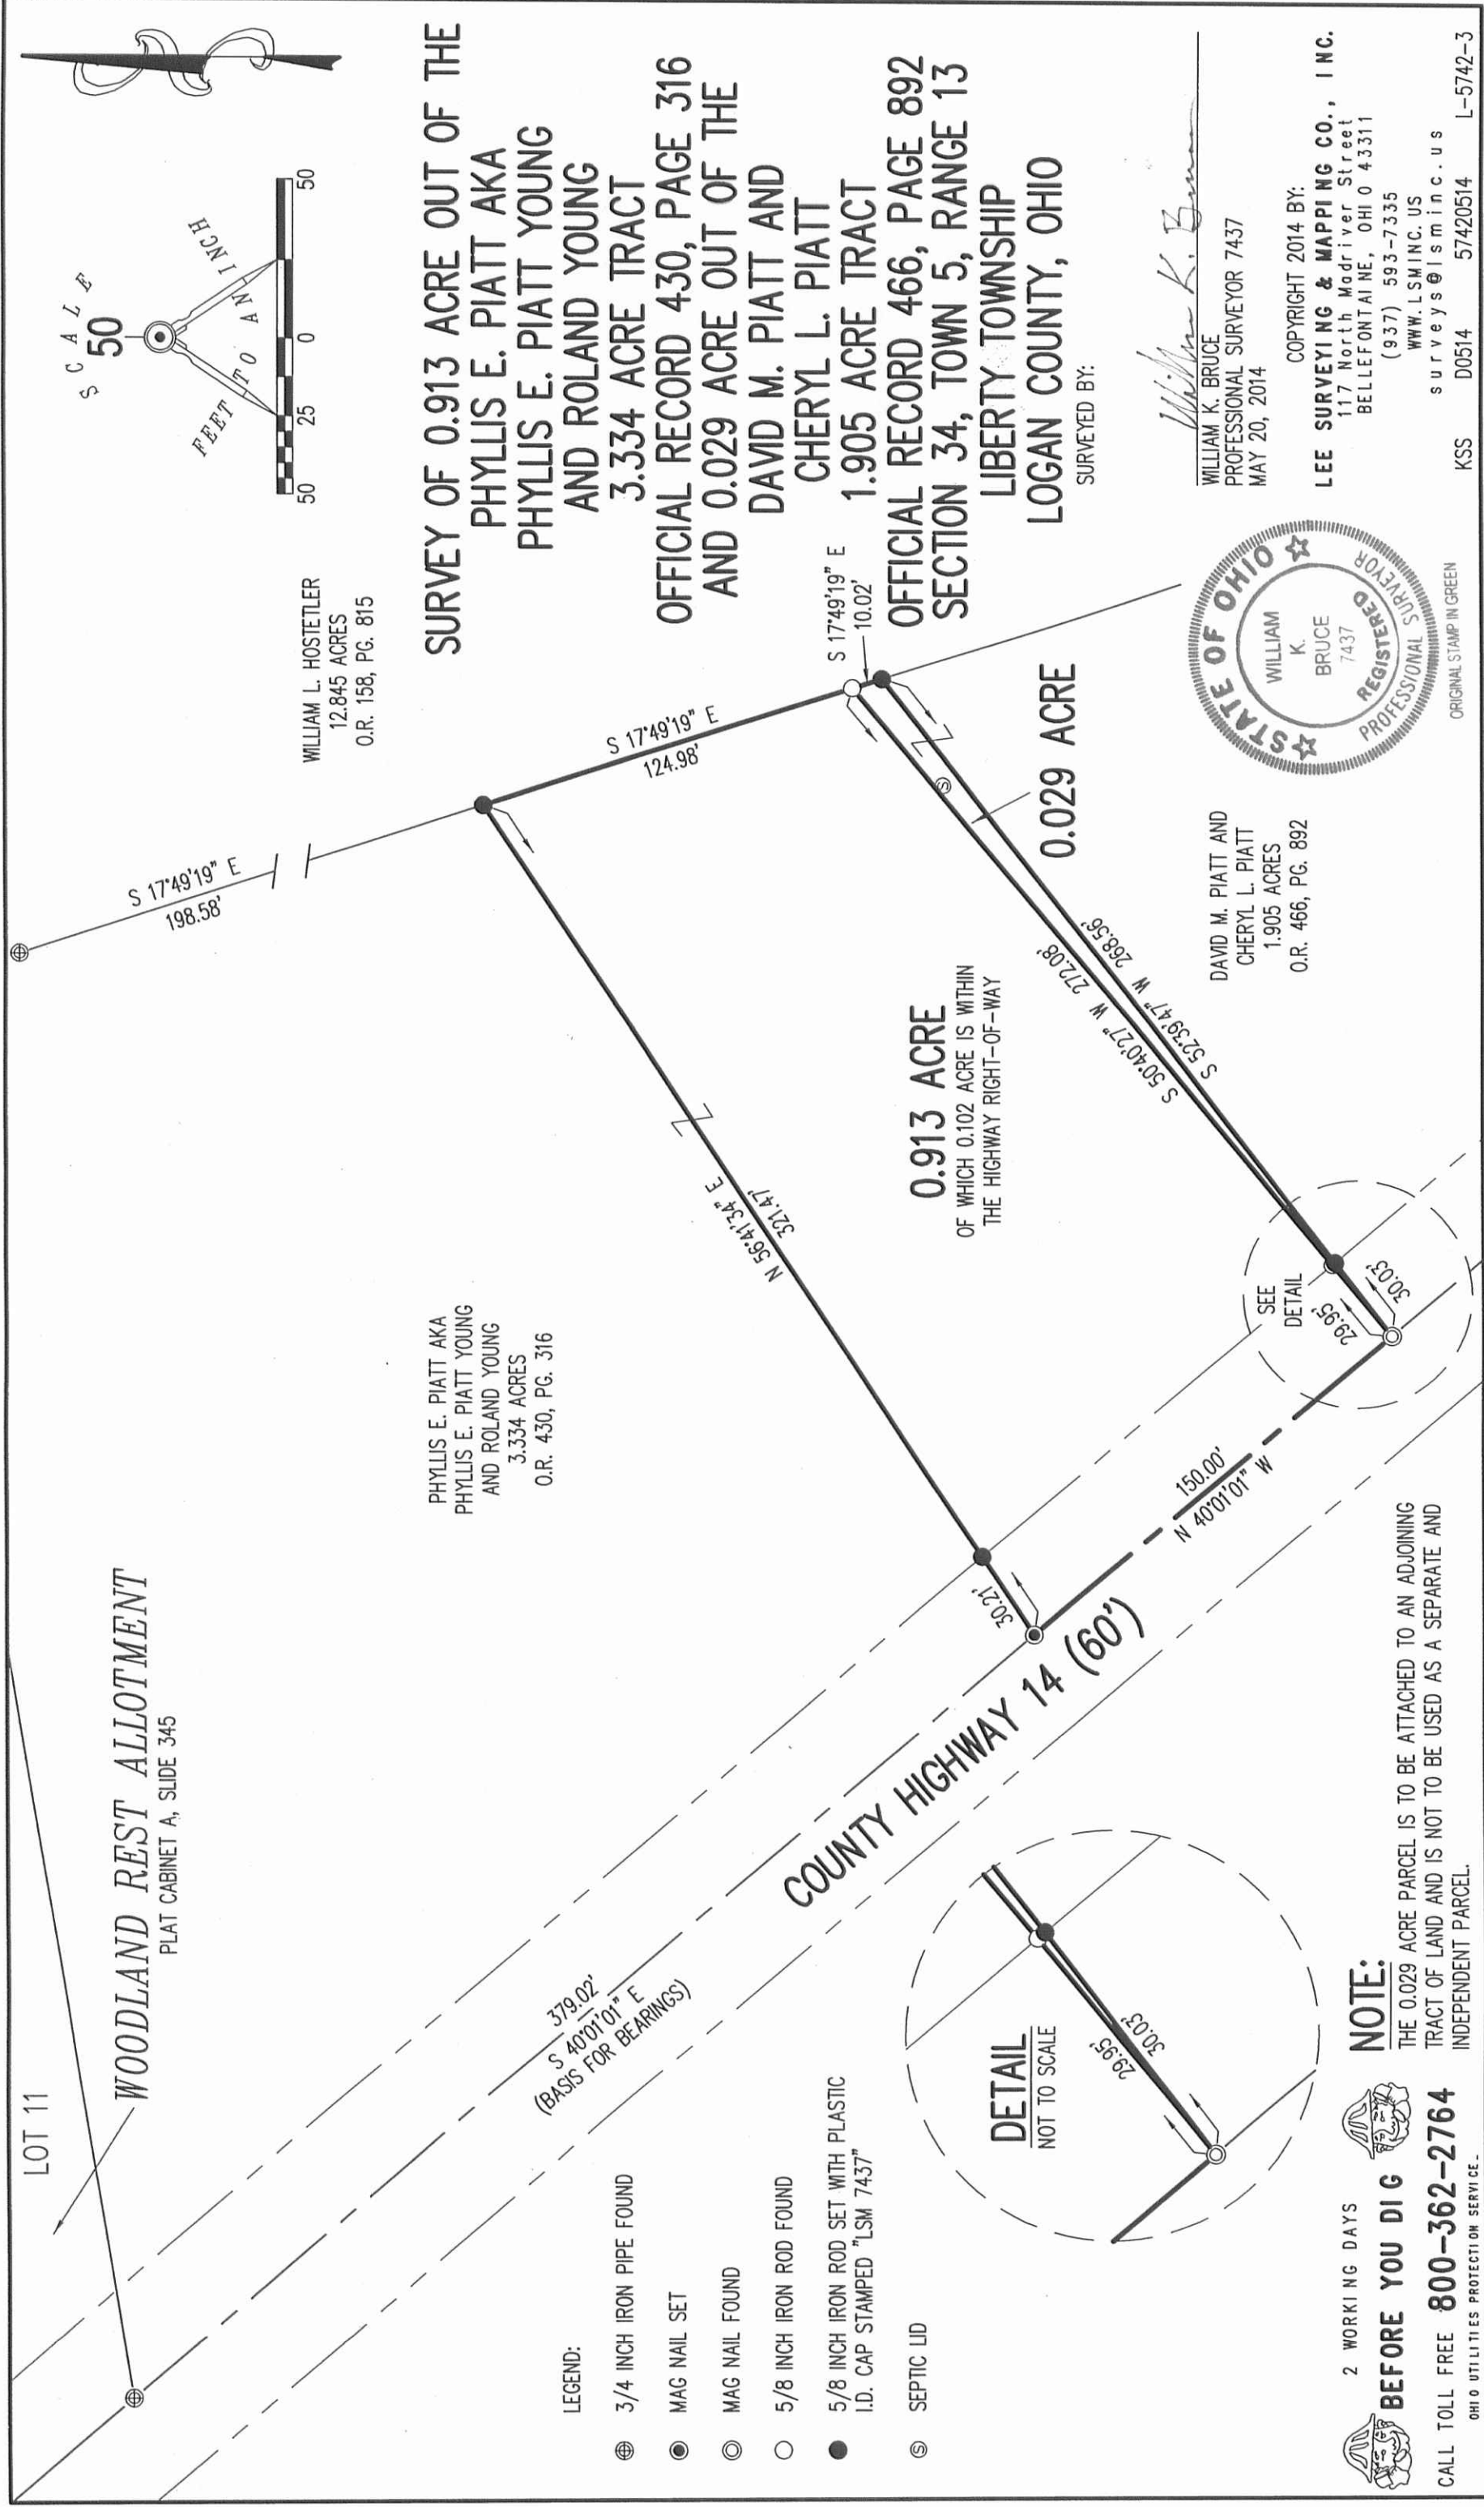 LOT 11
WOODLAND REST ALLOTMENT
PLAT CABINET A, SLIDE 345
S 17°49'19" E
198.58'
WILLIAM L. HOSTETLER
12.845 ACRES
O.R. 158, PG. 815
SCALE
50
FEET TO AN INCH
50 25 0 50
PHYLLIS E. PIATT AKA
PHYLLIS E. PIATT YOUNG
AND ROLAND YOUNG
3.334 ACRES
O.R. 430, PG. 316
S 17°49'19" E
124.98'
N 56°41'34" E
321.47'
30.21'
S 17°49'19" E
10.02'
0.913 ACRE
OF WHICH 0.102 ACRE IS WITHIN
THE HIGHWAY RIGHT-OF-WAY
S 50°40'27" W 272.08'
S 52°39'47" W 268.56'
0.029 ACRE
DAVID M. PIATT AND
CHERYL L. PIATT
1.905 ACRES
O.R. 466, PG. 892
SEE
DETAIL
29.95'
30.03'
150.00'
N 40°01'01" W
COUNTY HIGHWAY 14 (60')
379.02'
S 40°01'01" E
(BASIS FOR BEARINGS)
LEGEND:
3/4 INCH IRON PIPE FOUND
MAG NAIL SET
MAG NAIL FOUND
5/8 INCH IRON ROD FOUND
5/8 INCH IRON ROD SET WITH PLASTIC
I.D. CAP STAMPED "LSM 7437"
S SEPTIC LID
S
DETAIL
NOT TO SCALE
29.95'
30.03'
2 WORKING DAYS
BEFORE YOU DIG
CALL TOLL FREE 800-362-2764
OHIO UTILITIES PROTECTION SERVICE
NOTE:
THE 0.029 ACRE PARCEL IS TO BE ATTACHED TO AN ADJOINING
TRACT OF LAND AND IS NOT TO BE USED AS A SEPARATE AND
INDEPENDENT PARCEL.
SURVEY OF 0.913 ACRE OUT OF THE
PHYLLIS E. PIATT AKA
PHYLLIS E. PIATT YOUNG
AND ROLAND YOUNG
3.334 ACRE TRACT
OFFICIAL RECORD 430, PAGE 316
AND 0.029 ACRE OUT OF THE
DAVID M. PIATT AND
CHERYL L. PIATT
1.905 ACRE TRACT
OFFICIAL RECORD 466, PAGE 892
SECTION 34, TOWN 5, RANGE 13
LIBERTY TOWNSHIP
LOGAN COUNTY, OHIO
SURVEYED BY:
William K. Bruce
WILLIAM K. BRUCE
PROFESSIONAL SURVEYOR 7437
MAY 20, 2014
COPYRIGHT 2014 BY:
LEE SURVEYING & MAPPING CO., INC.
117 North Madriver Street
BELLEFONTAINE, OHIO 43311
(937) 593-7335
WWW.LSMINC.US
surveys@lsminc.us
KSS D0514 57420514 L-5742-3
STATE OF OHIO
WILLIAM
K.
BRUCE
7437
REGISTERED
PROFESSIONAL SURVEYOR
ORIGINAL STAMP IN GREEN